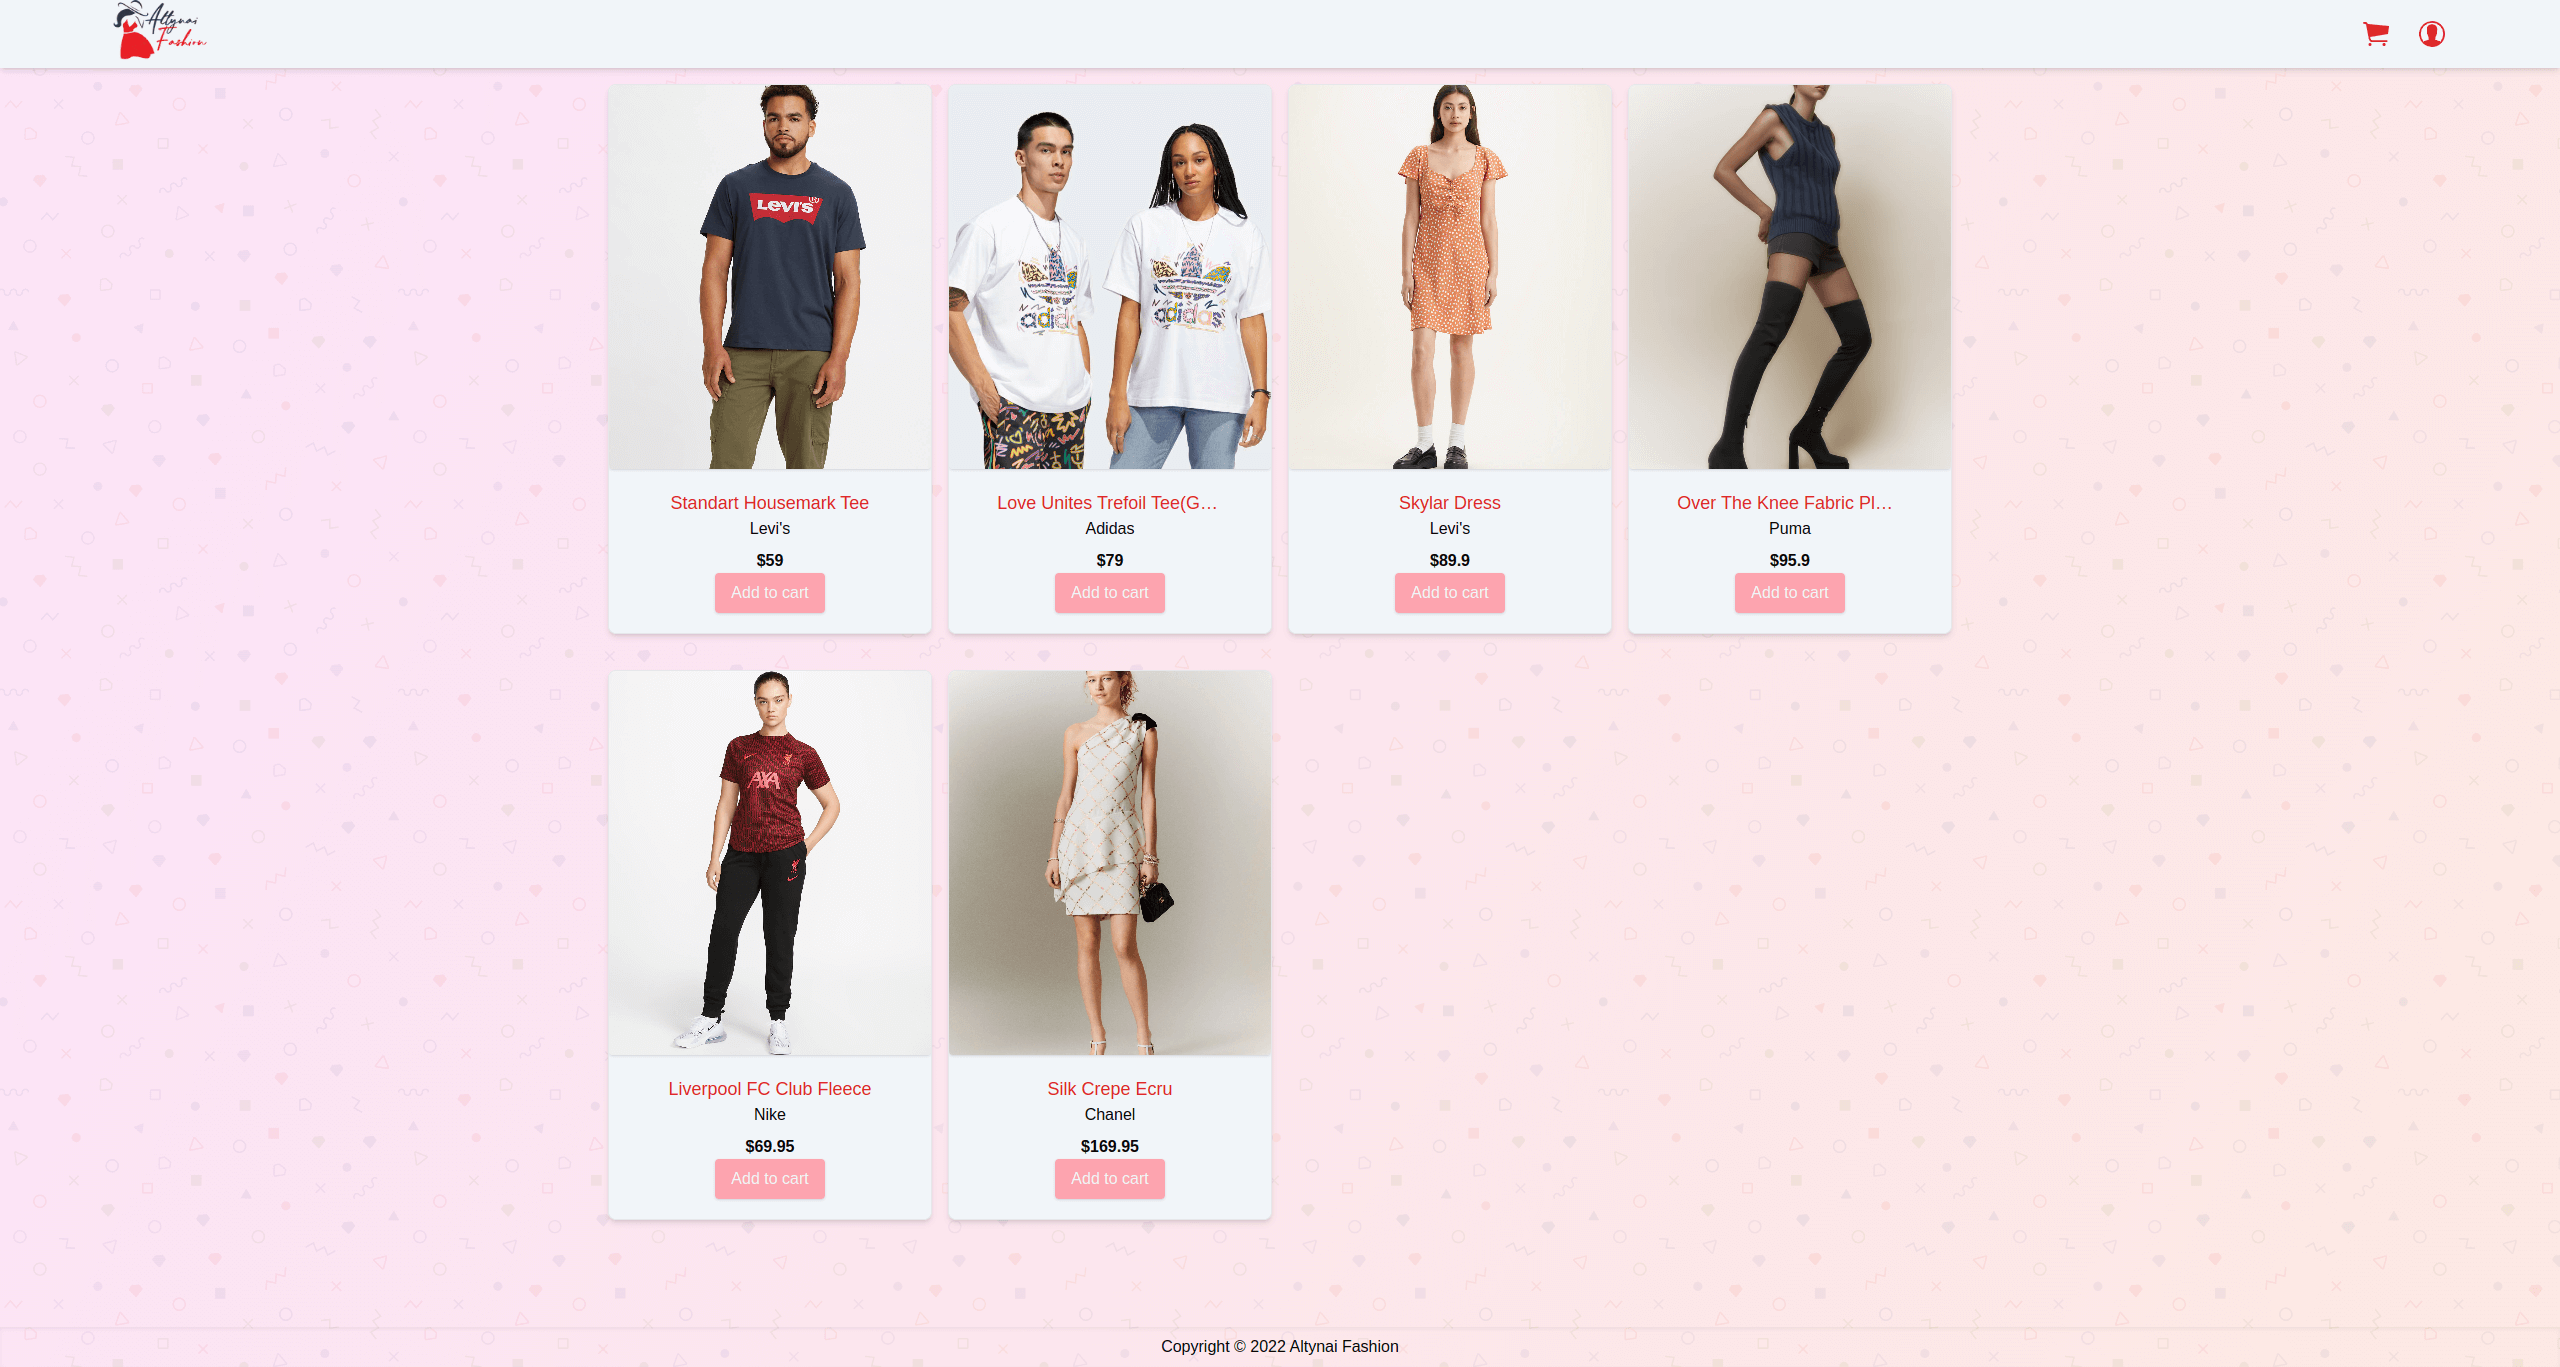 Altynai
Fashion
LEVI'S
adidas
adidas
Standart Housemark Tee
Levi's
$59
Add to cart
Love Unites Trefoil Tee(G...
Adidas
$79
Add to cart
Skylar Dress
Levi's
$89.9
Add to cart
Over The Knee Fabric Pl...
Puma
$95.9
Add to cart
AXA
Liverpool FC Club Fleece
Nike
$69.95
Add to cart
Silk Crepe Ecru
Chanel
$169.95
Add to cart
Copyright © 2022 Altynai Fashion